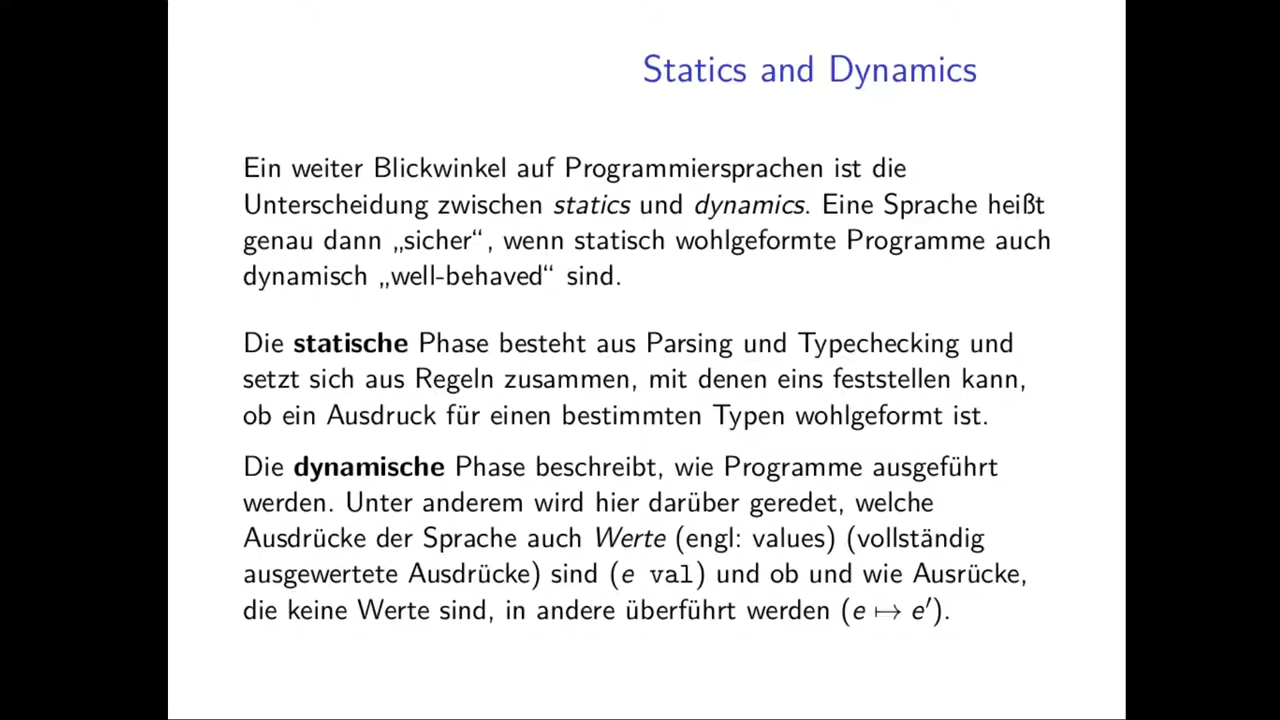 Statics and Dynamics
Ein weiter Blickwinkel auf Programmiersprachen ist die
Unterscheidung zwischen statics und dynamics. Eine Sprache heißt
genau dann „sicher“, wenn statisch wohlgeformte Programme auch
dynamisch „well-behaved“ sind.
Die statische Phase besteht aus Parsing und Typechecking und
setzt sich aus Regeln zusammen, mit denen eins feststellen kann,
ob ein Ausdruck für einen bestimmten Typen wohlgeformt ist.
Die dynamische Phase beschreibt, wie Programme ausgeführt
werden. Unter anderem wird hier darüber geredet, welche
Ausdrücke der Sprache auch Werte (engl: values) (vollständig
ausgewertete Ausdrücke) sind (e val) und ob und wie Ausrücke,
die keine Werte sind, in andere überführt werden (e ↦ e′).